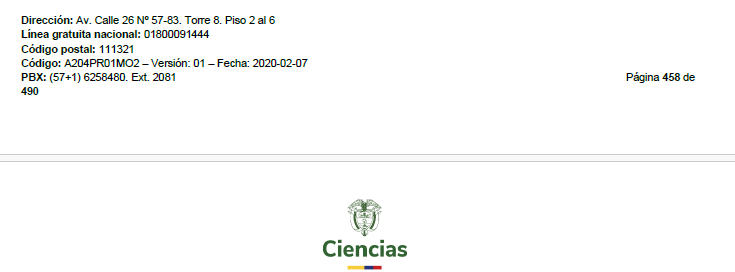 Dirección: Av. Calle 26 Nº 57-83. Torre 8. Piso 2 al 6
Línea gratuita nacional: 01800091444
Código postal: 111321
Código: A204PR01MO2 – Versión: 01 – Fecha: 2020-02-07
PBX: (57+1) 6258480. Ext. 2081 Página 458 de
490
Ciencias